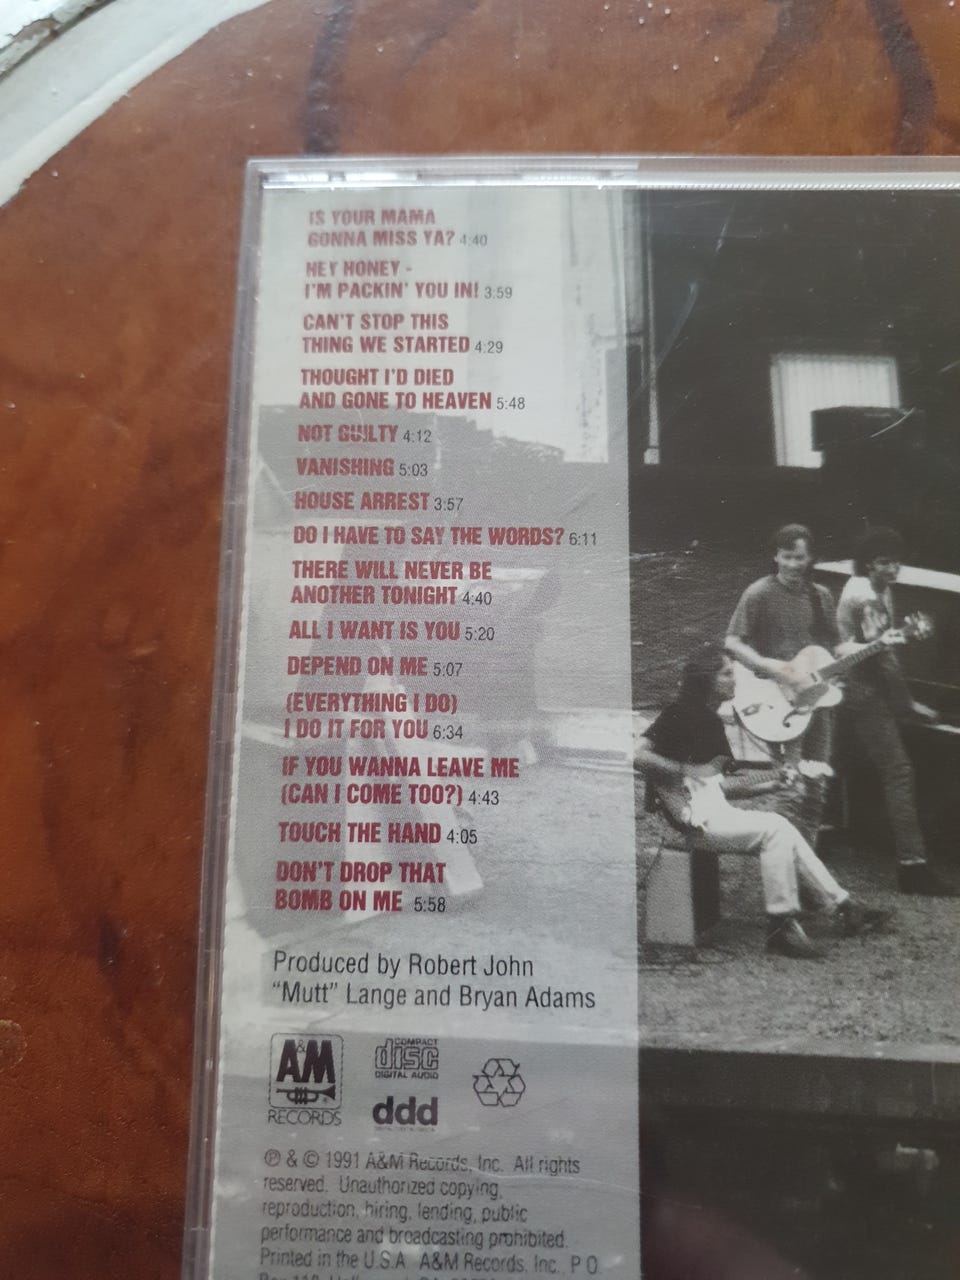 IS YOUR MAMA
GONNA MISS YA? 4:40
HEY HONEY -
I'M PACKIN' YOU IN! 3:59
CAN'T STOP THIS
THING WE STARTED 4:29
THOUGHT I'D DIED
AND GONE TO HEAVEN 5:48
NOT GUILTY 4:12
VANISHING 5:03
HOUSE ARREST 3:57
DO I HAVE TO SAY THE WORDS? 6:11
THERE WILL NEVER BE
ANOTHER TONIGHT 4:40
ALL I WANT IS YOU 5:20
DEPEND ON ME 5:07
(EVERYTHING I DO)
I DO IT FOR YOU 6:34
IF YOU WANNA LEAVE ME
(CAN I COME TOO?) 4:43
TOUCH THE HAND 4:05
DON'T DROP THAT
BOMB ON ME 5:58
Produced by Robert John
"Mutt" Lange and Bryan Adams
A&M
RECORDS
COMPACT
disc
DIGITAL AUDIO
ddd
℗ & © 1991 A&M Records, Inc. All rights
reserved. Unauthorized copying,
reproduction, hiring, lending, public
performance and broadcasting prohibited.
Printed in the U.S.A. A&M Records, Inc., P.O.